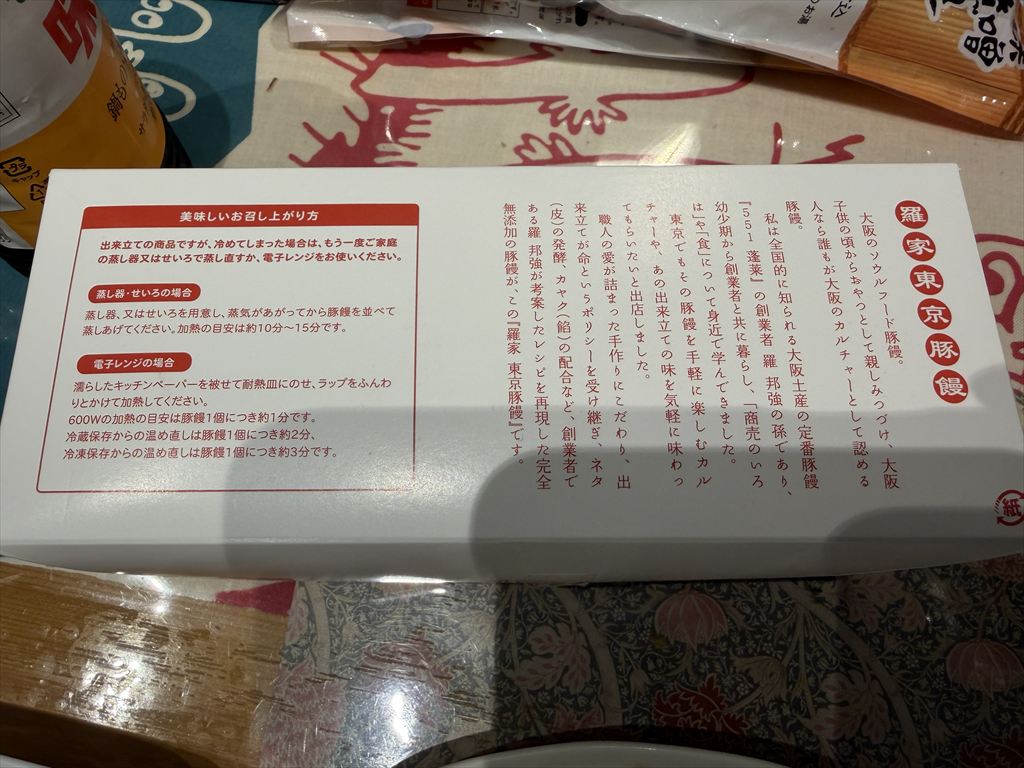 羅家東京豚饅
大阪のソウルフード豚饅。
子供の頃からおやつとして親しみつづけ、大阪
人なら誰もが大阪のカルチャーとして認める
豚饅。
私は全国的に知られる大阪土産の定番豚饅
『551 蓬莱』の創業者 羅 邦強の孫であり、
幼少期から創業者と共に暮らし、「商売のいろ
は」や「食」について身近で学んできました。
東京でもその豚饅を手軽に楽しむカル
チャーや、あの出来立ての味を気軽に味わっ
てもらいたいと出店しました。
職人の愛が詰まった手作りにこだわり、出
来立てが命というポリシーを受け継ぎ、ネタ
(皮)の発酵、カヤク(餡)の配合など、創業者で
ある羅 邦強が考案したレシピを再現した完全
無添加の豚饅が、この『羅家 東京豚饅』です。
美味しいお召し上がり方
出来立ての商品ですが、冷めてしまった場合は、もう一度ご家庭
の蒸し器又はせいろで蒸し直すか、電子レンジをお使いください。
蒸し器・せいろの場合
蒸し器、又はせいろを用意し、蒸気があがってから豚饅を並べて
蒸しあげてください。加熱の目安は約10分〜15分です。
電子レンジの場合
濡らしたキッチンペーパーを被せて耐熱皿にのせ、ラップをふんわ
りとかけて加熱してください。
600Wの加熱の目安は豚饅1個につき約1分です。
冷蔵保存からの温め直しは豚饅1個につき約2分、
冷凍保存からの温め直しは豚饅1個につき約3分です。
紙
味
キャップ